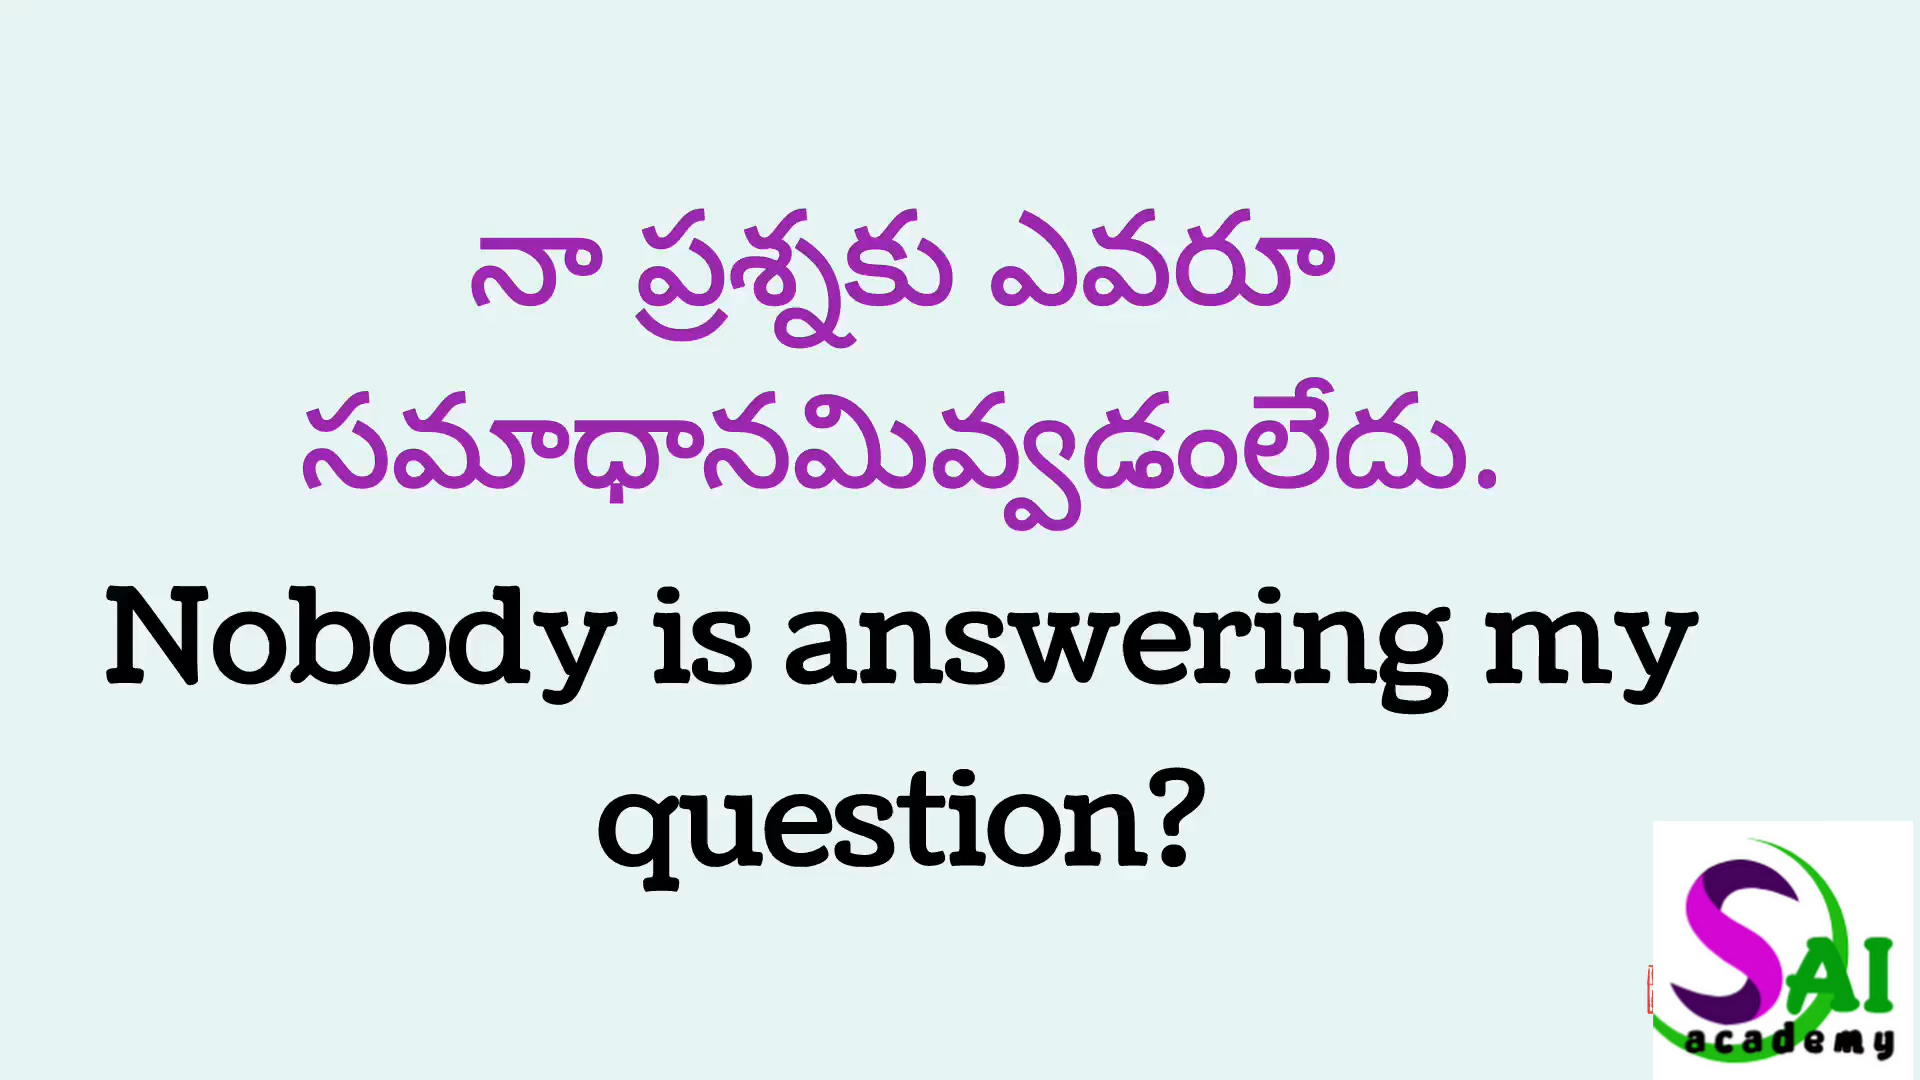 నా ప్రశ్నకు ఎవరూ
సమాధానమివ్వడంలేదు.
Nobody is answering my
question?
SAI
academy